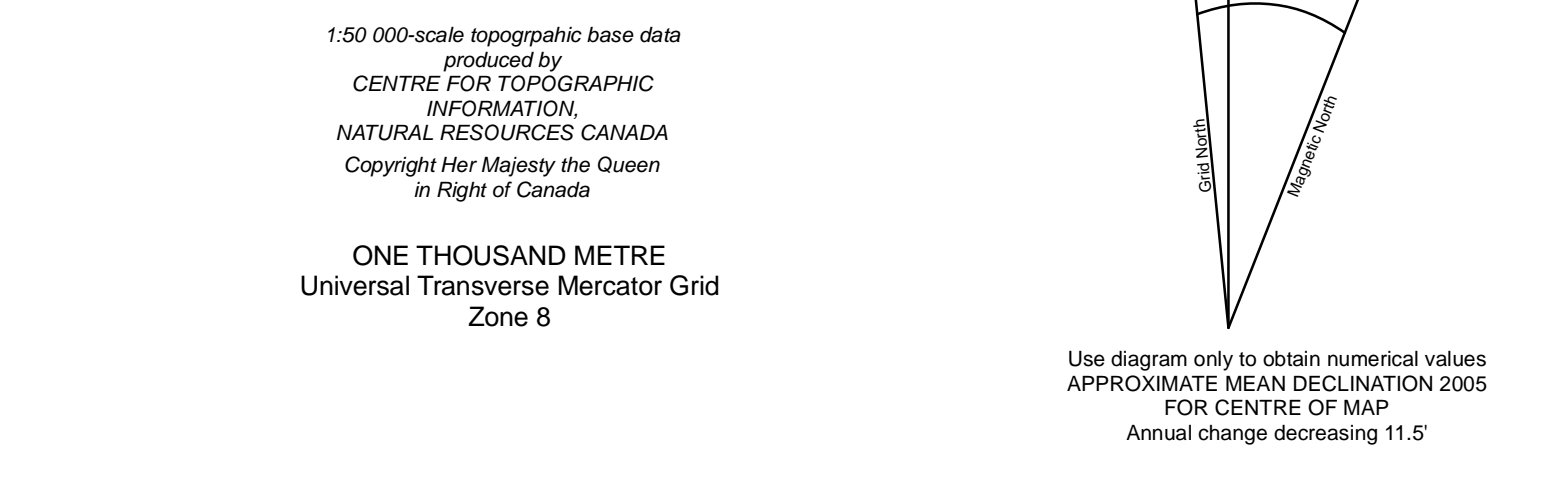 1:50 000-scale topogrpahic base data
produced by
CENTRE FOR TOPOGRAPHIC
INFORMATION,
NATURAL RESOURCES CANADA
Copyright Her Majesty the Queen
in Right of Canada
ONE THOUSAND METRE
Universal Transverse Mercator Grid
Zone 8
Grid North
Magnetic North
Use diagram only to obtain numerical values
APPROXIMATE MEAN DECLINATION 2005
FOR CENTRE OF MAP
Annual change decreasing 11.5'